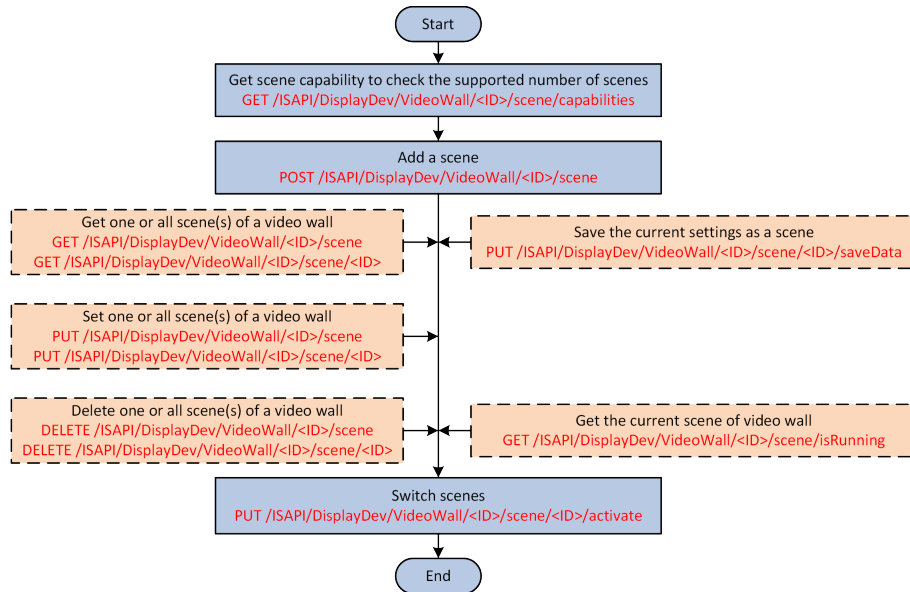 Start
Get scene capability to check the supported number of scenes
GET /ISAPI/DisplayDev/VideoWall/<ID>/scene/capabilities
Add a scene
POST /ISAPI/DisplayDev/VideoWall/<ID>/scene
Get one or all scene(s) of a video wall
GET /ISAPI/DisplayDev/VideoWall/<ID>/scene
GET /ISAPI/DisplayDev/VideoWall/<ID>/scene/<ID>
Save the current settings as a scene
PUT /ISAPI/DisplayDev/VideoWall/<ID>/scene/<ID>/saveData
Set one or all scene(s) of a video wall
PUT /ISAPI/DisplayDev/VideoWall/<ID>/scene
PUT /ISAPI/DisplayDev/VideoWall/<ID>/scene/<ID>
Delete one or all scene(s) of a video wall
DELETE /ISAPI/DisplayDev/VideoWall/<ID>/scene
DELETE /ISAPI/DisplayDev/VideoWall/<ID>/scene/<ID>
Get the current scene of video wall
GET /ISAPI/DisplayDev/VideoWall/<ID>/scene/isRunning
Switch scenes
PUT /ISAPI/DisplayDev/VideoWall/<ID>/scene/<ID>/activate
End